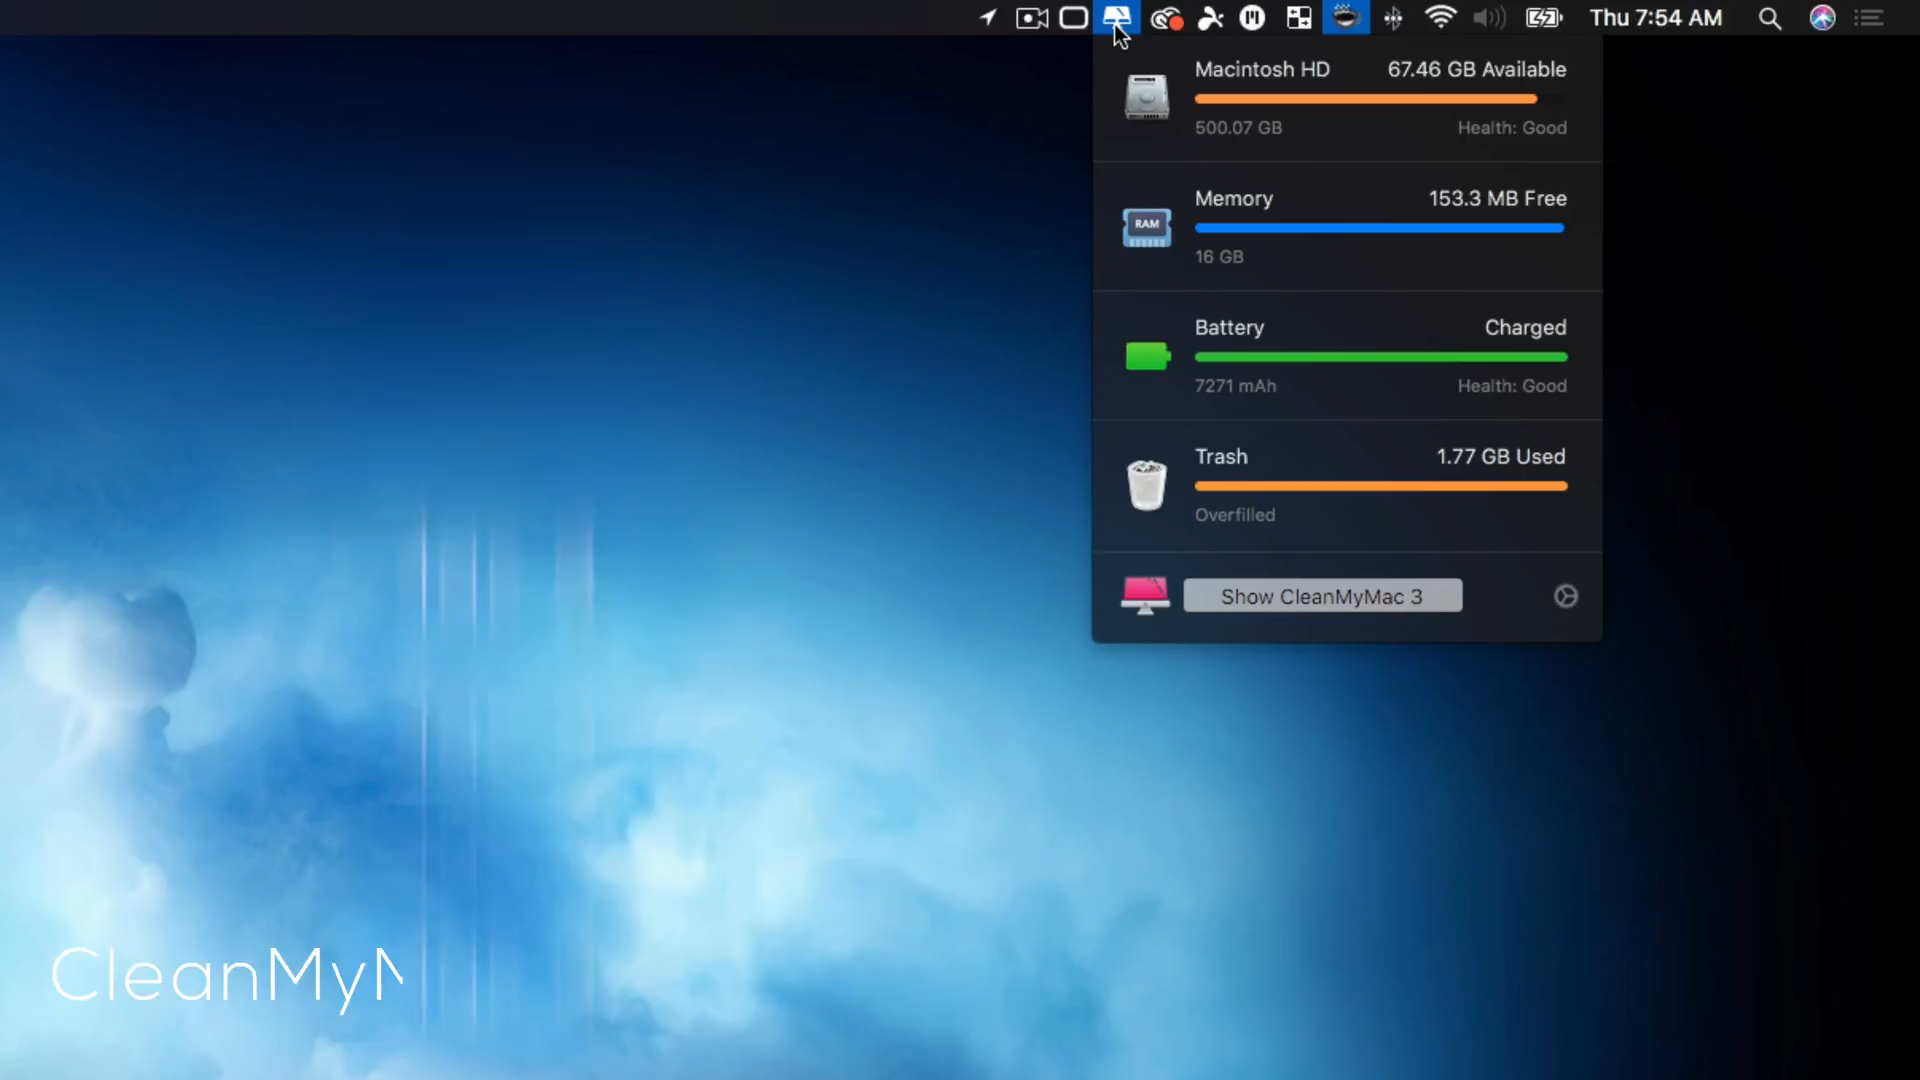 Thu 7:54 AM
Macintosh HD 67.46 GB Available
500.07 GB Health: Good
Memory 153.3 MB Free
RAM
16 GB
Battery Charged
7271 mAh Health: Good
Trash 1.77 GB Used
Overfilled
Show CleanMyMac 3
CleanMy